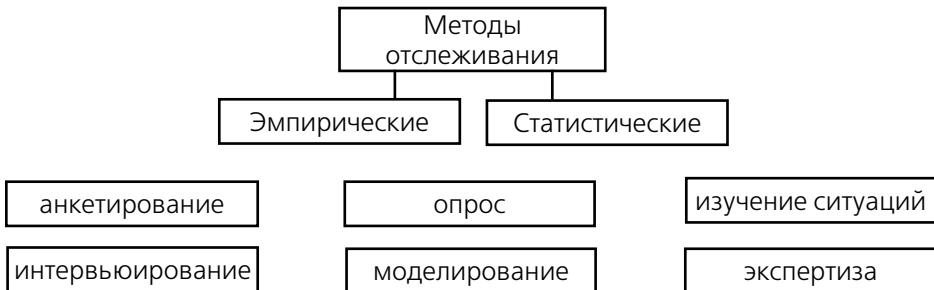 Методы
отслеживания
Эмпирические
Статистические
анкетирование
опрос
изучение ситуаций
интервьюирование
моделирование
экспертиза